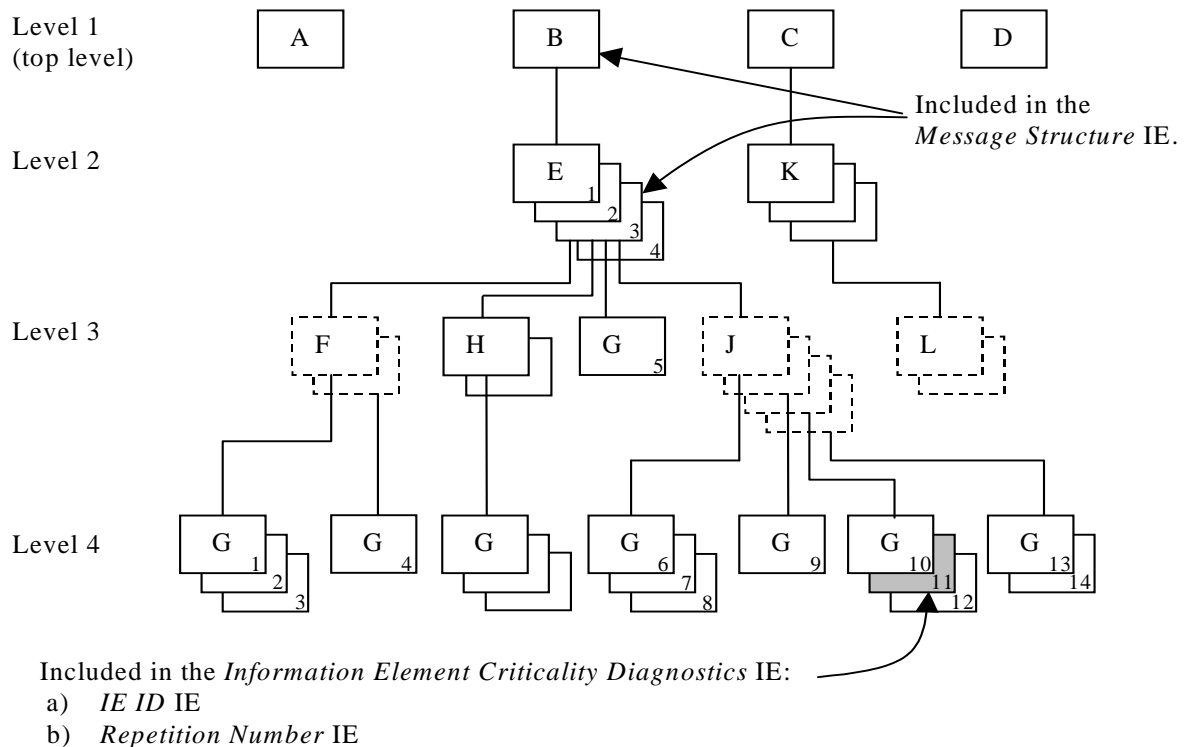 Level 1
(top level)
A
B
C
D
Included in the
Message Structure IE.
Level 2
E
1
2
3
4
K
Level 3
F
H
G
5
J
L
Level 4
G
1
2
3
G
4
G
G
6
7
8
G
9
G
10
11
12
G
13
14
Included in the Information Element Criticality Diagnostics IE:
a) IE ID IE
b) Repetition Number IE